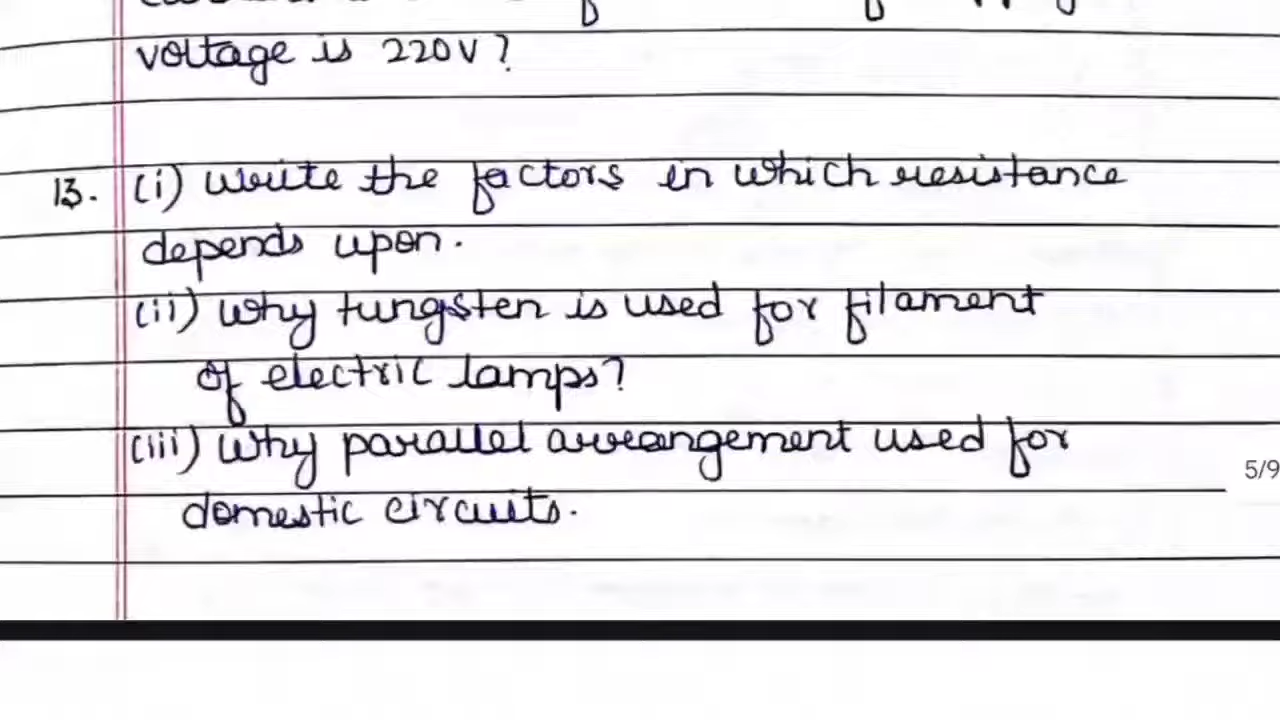 voltage is 220V?
13. (i) write the factors in which resistance
depends upon.
(ii) why tungsten is used for filament
of electric lamps?
(iii) why parallel arrangement used for
5/9
domestic circuits.